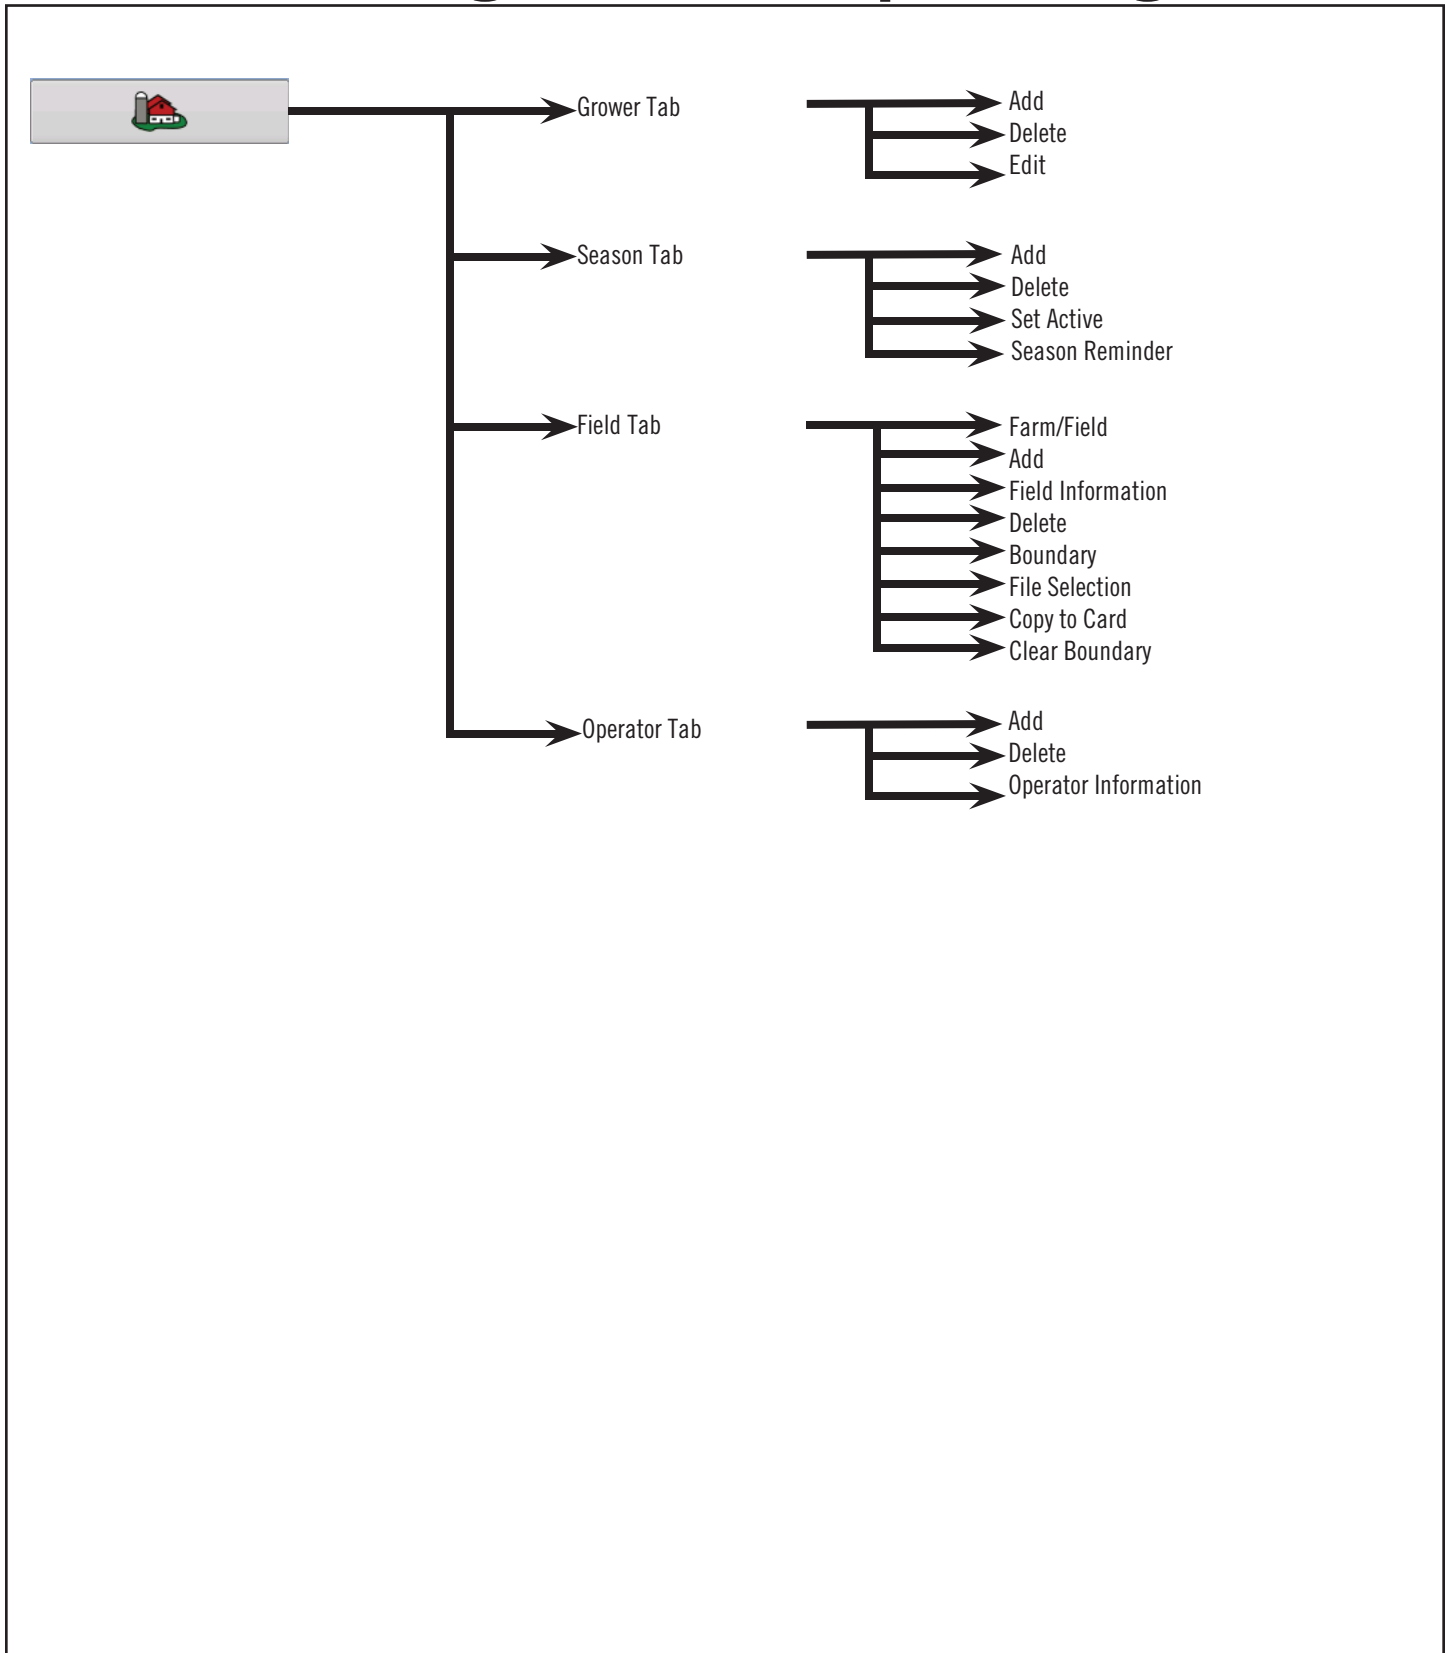 Grower Tab
Add
Delete
Edit
Season Tab
Add
Delete
Set Active
Season Reminder
Field Tab
Farm/Field
Add
Field Information
Delete
Boundary
File Selection
Copy to Card
Clear Boundary
Operator Tab
Add
Delete
Operator Information